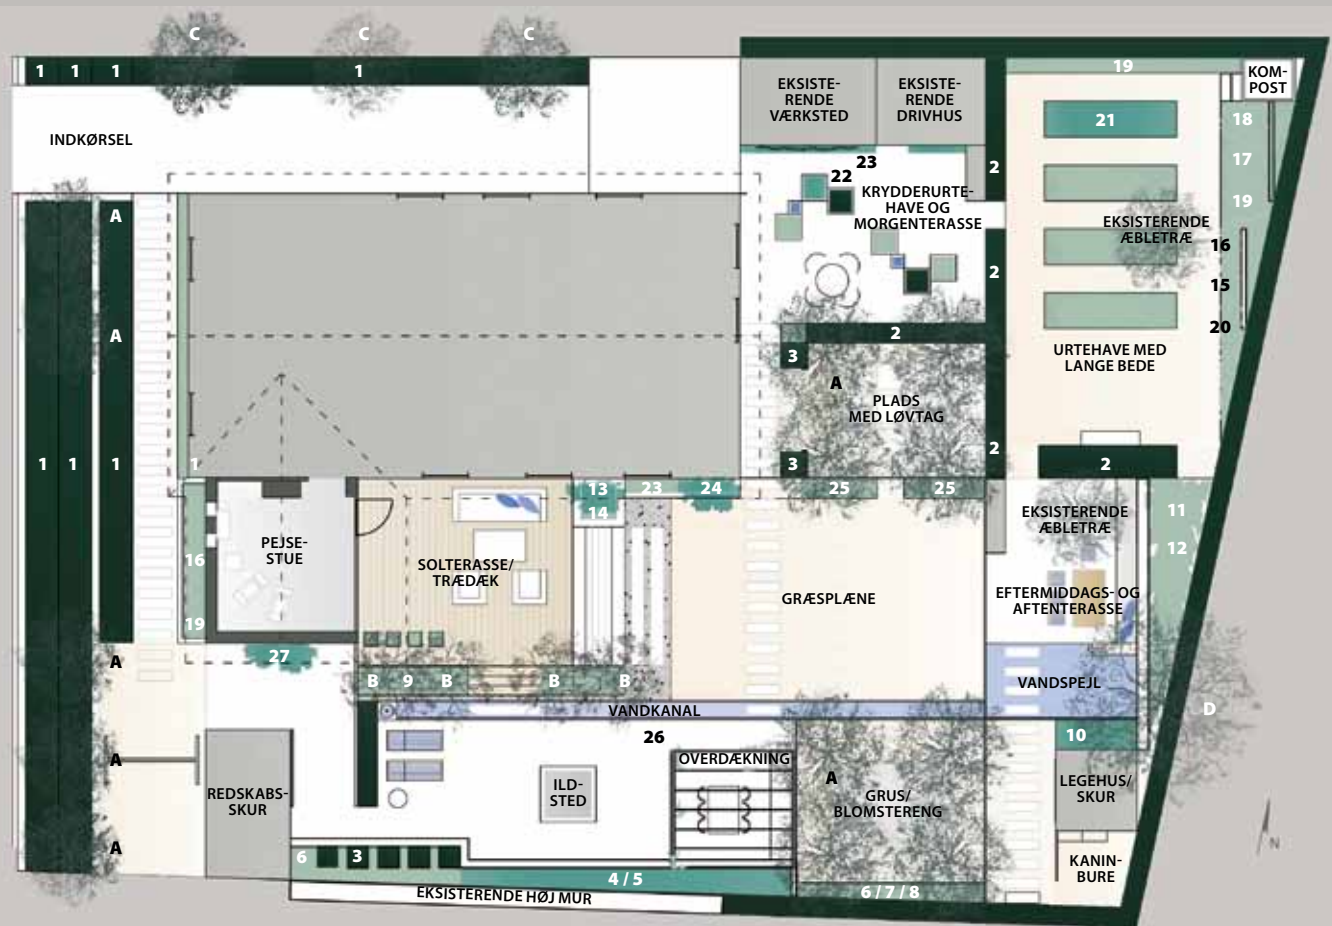 C C C
1 1 1 1
INDKØRSEL
EKSISTE-
RENDE
VÆRKSTED
EKSISTE-
RENDE
DRIVHUS
19
KOM-
POST
21
18
17
19
23
22
2
KRYDDERURTE-
HAVE OG
MORGENTERASSE
EKSISTERENDE
ÆBLETRÆ
16
15
20
2
A
A
2
3
A
PLADS
MED LØVTAG
URTEHAVE MED
LANGE BEDE
3
2
2
1 1 1 1
13
14
23
24
25
25
EKSISTERENDE
ÆBLETRÆ
11
12
PEJSE-
STUE
16
19
SOLTERASSE/
TRÆDÆK
GRÆSPLÆNE
EFTERMIDDAGS- OG
AFTENTERASSE
27
A
B 9 B B B
VANDSPEJL
VANDKANAL
D
26
10
A
OVERDÆKNING
A
REDSKABS-
SKUR
ILD-
STED
GRUS/
BLOMSTERENG
LEGEHUS/
SKUR
N
A
6 3
4 / 5
6 / 7 / 8
KANIN-
BURE
EKSISTERENDE HØJ MUR